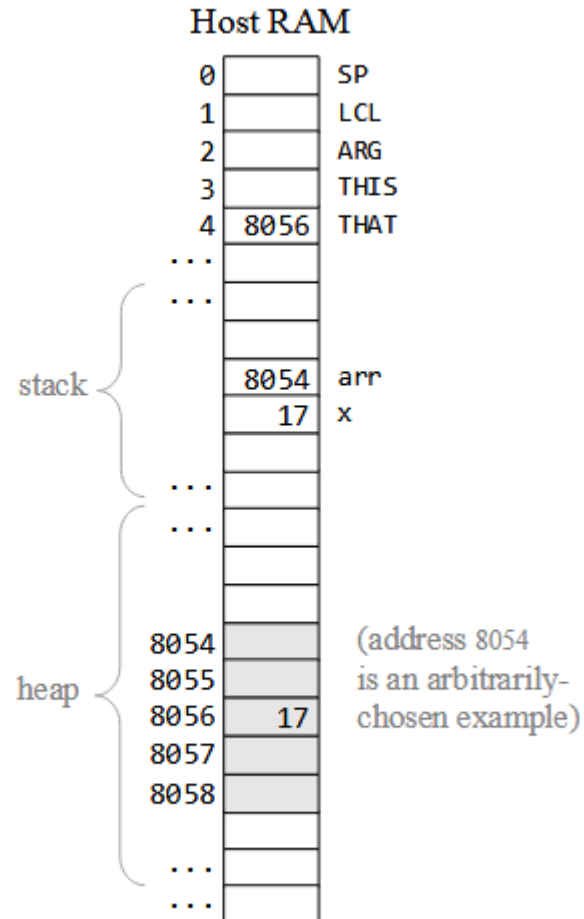 Host RAM
0 SP
1 LCL
2 ARG
3 THIS
4 8056 THAT
...
...
stack
8054 arr
17 x
...
...
heap
8054 (address 8054
8055 is an arbitrarily-
8056 17 chosen example)
8057
8058
...
...